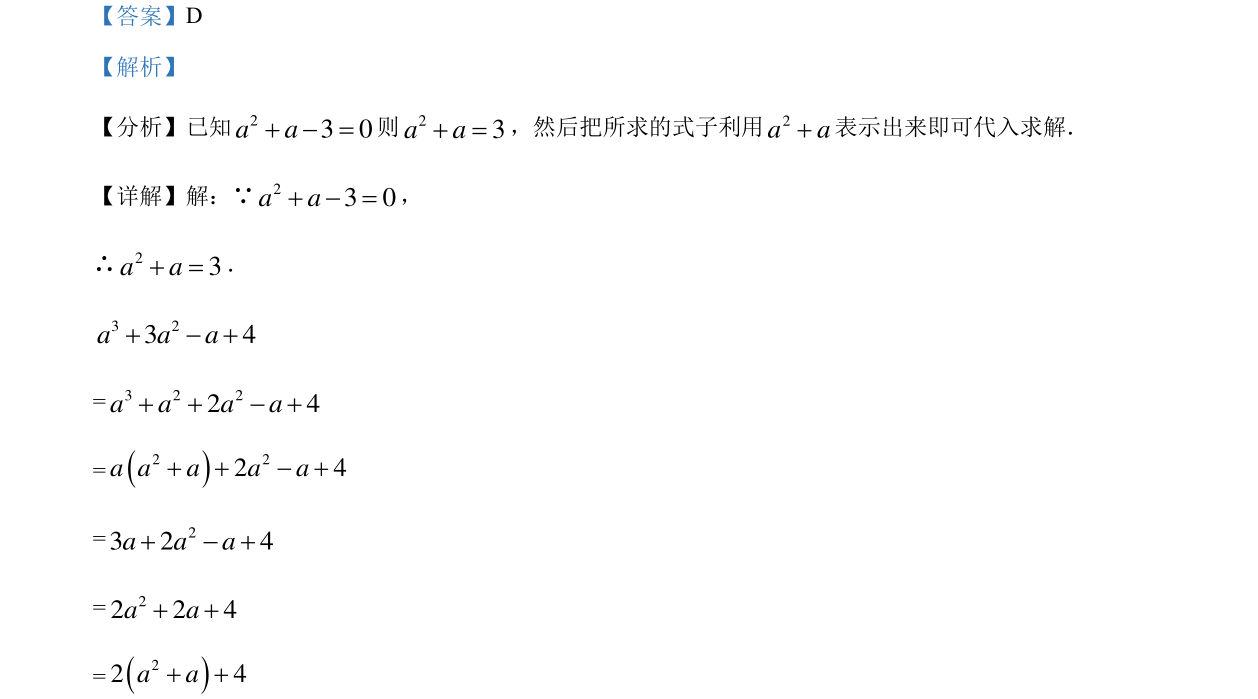 【答案】D
【解析】
【分析】已知a²+a−3=0则a²+a=3，然后把所求的式子利用a²+a表示出来即可代入求解．
【详解】解：∵a²+a−3=0，
∴a²+a=3．
a³+3a²−a+4
=a³+a²+2a²−a+4
=a(a²+a)+2a²−a+4
=3a+2a²−a+4
=2a²+2a+4
=2(a²+a)+4